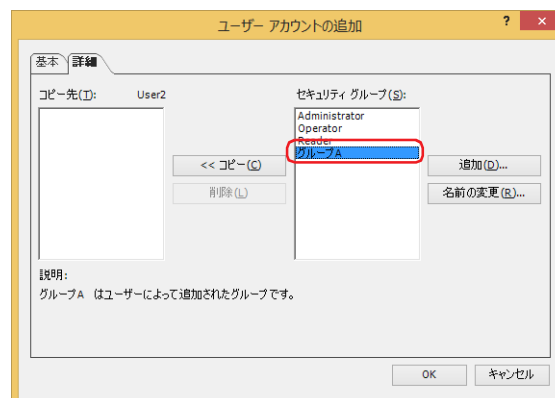 ユーザー アカウントの追加
? ×
基本 詳細
コピー先(T): User2
セキュリティ グループ(S):
Administrator
Operator
Reader
グループA
<< コピー(C)
削除(L)
追加(D)...
名前の変更(R)...
説明:
グループA はユーザーによって追加されたグループです。
OK キャンセル